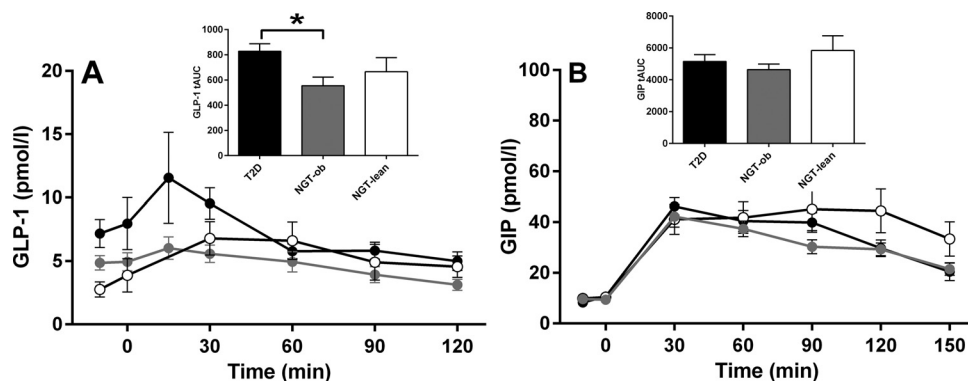 A
GLP-1 (pmol/l)
20
15
10
5
0
0
30
60
90
120
Time (min)
GLP-1 tAUC
1000
800
600
400
200
0
*
T2D
NGT-ob
NGT-lean
B
GIP (pmol/l)
100
80
60
40
20
0
0
30
60
90
120
150
Time (min)
GIP tAUC
8000
6000
4000
2000
0
T2D
NGT-ob
NGT-lean